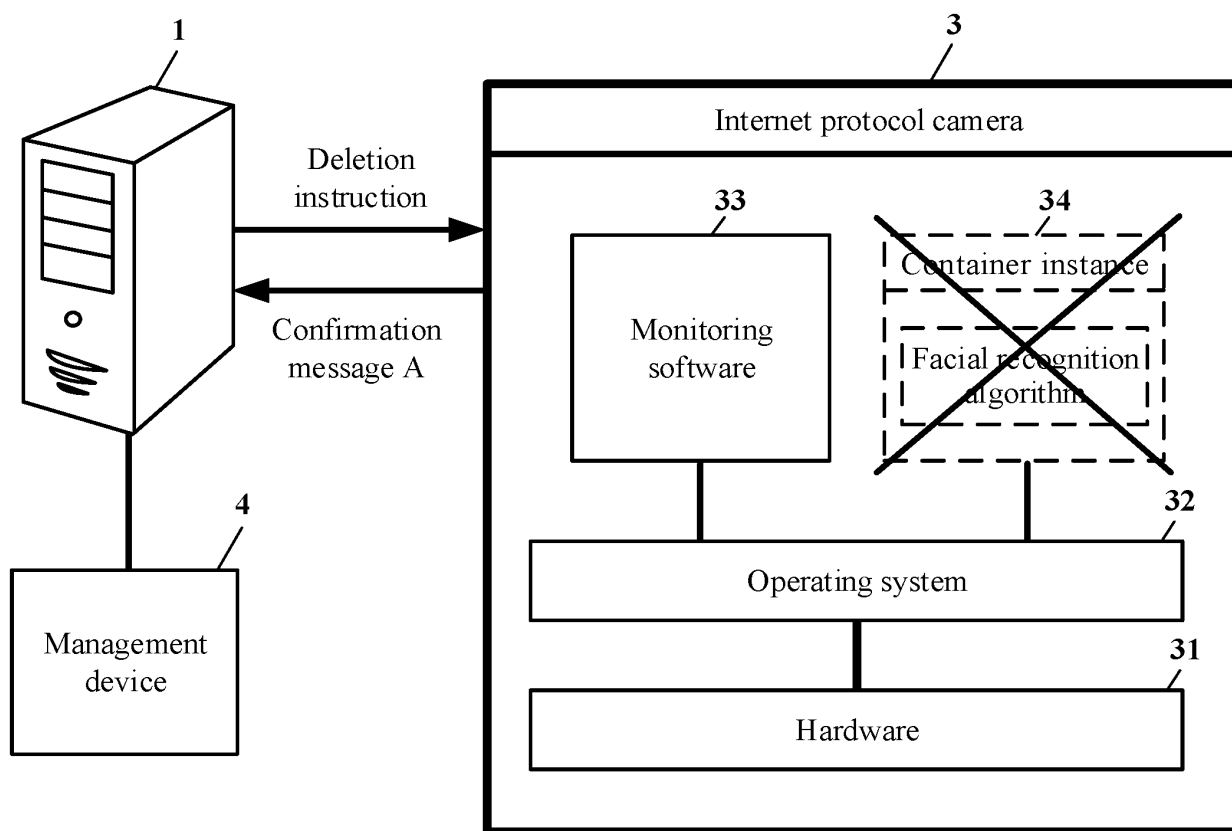 1
3
Internet protocol camera
Deletion
instruction
33
34
Container instance
Monitoring
software
Facial recognition
algorithm
Confirmation
message A
4
32
Operating system
Management
device
31
Hardware